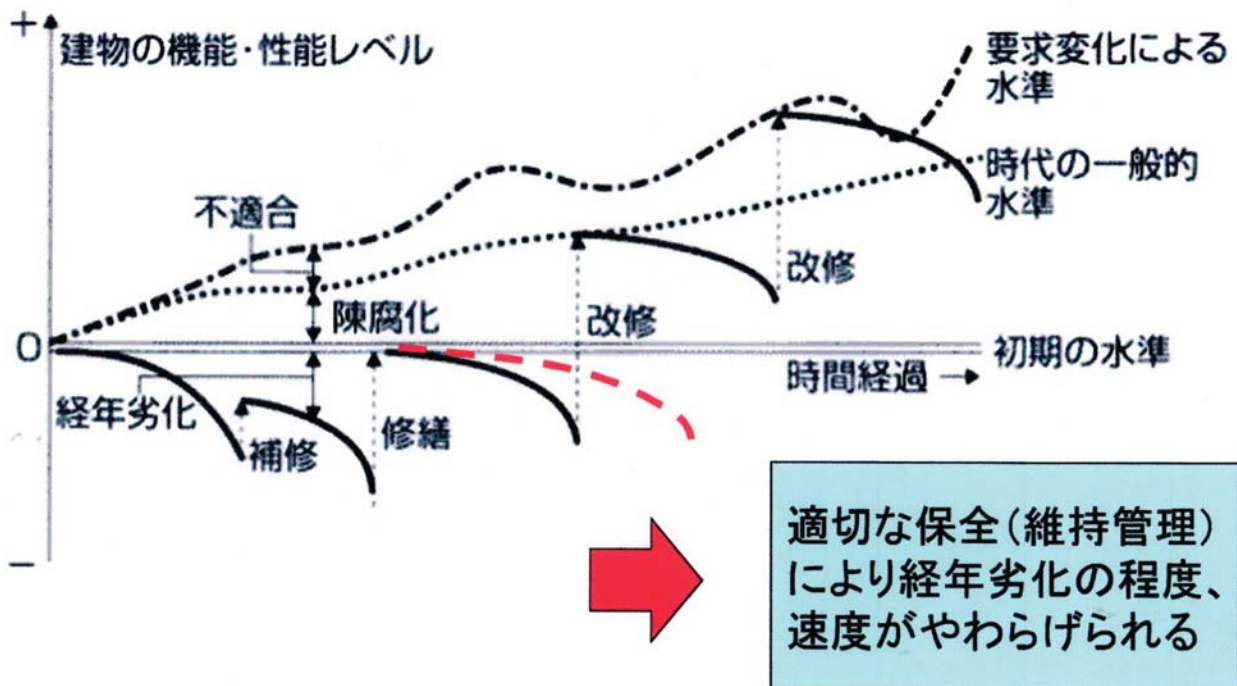 +
建物の機能・性能レベル
要求変化による
水準
時代の一般的
水準
不適合
陳腐化
改修
改修
0
初期の水準
時間経過
経年劣化
補修
修繕
−
適切な保全(維持管理)
により経年劣化の程度、
速度がやわらげられる